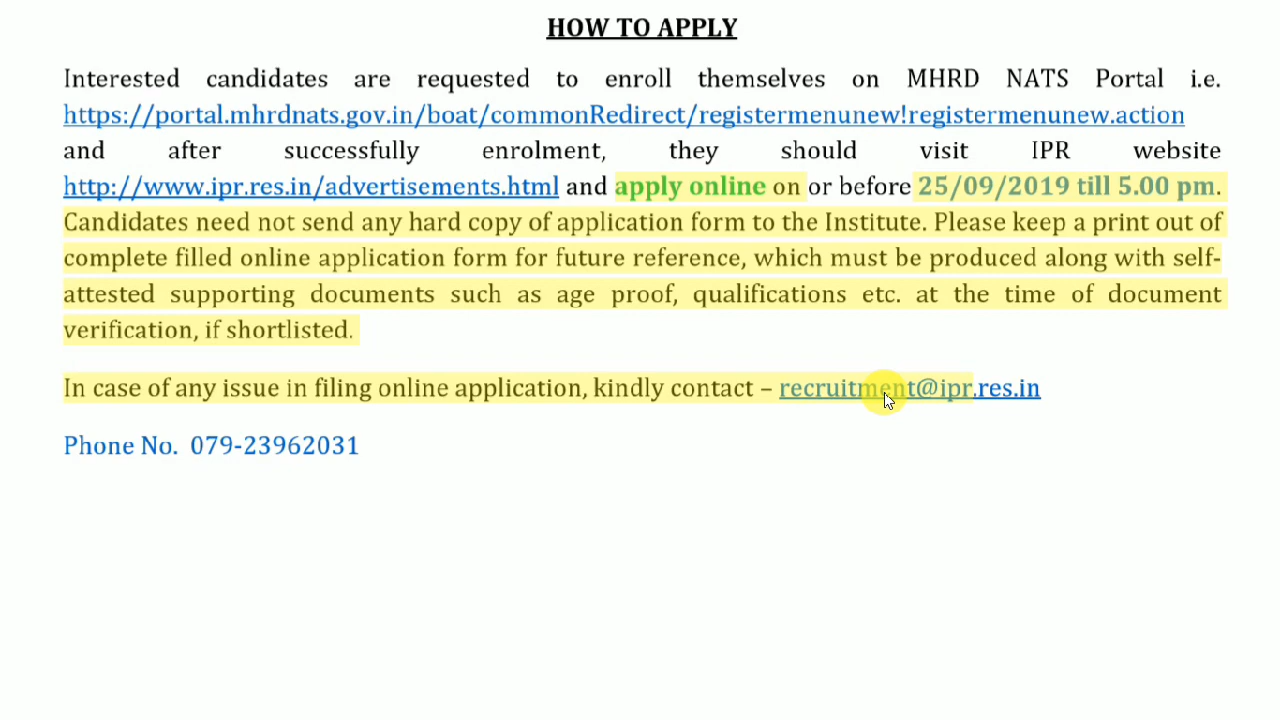 HOW TO APPLY
Interested candidates are requested to enroll themselves on MHRD NATS Portal i.e.
https://portal.mhrdnats.gov.in/boat/commonRedirect/registermenunew!registermenunew.action
and after successfully enrolment, they should visit IPR website
http://www.ipr.res.in/advertisements.html and apply online on or before 25/09/2019 till 5.00 pm.
Candidates need not send any hard copy of application form to the Institute. Please keep a print out of
complete filled online application form for future reference, which must be produced along with self-
attested supporting documents such as age proof, qualifications etc. at the time of document
verification, if shortlisted.
In case of any issue in filing online application, kindly contact – recruitment@ipr.res.in
Phone No. 079-23962031